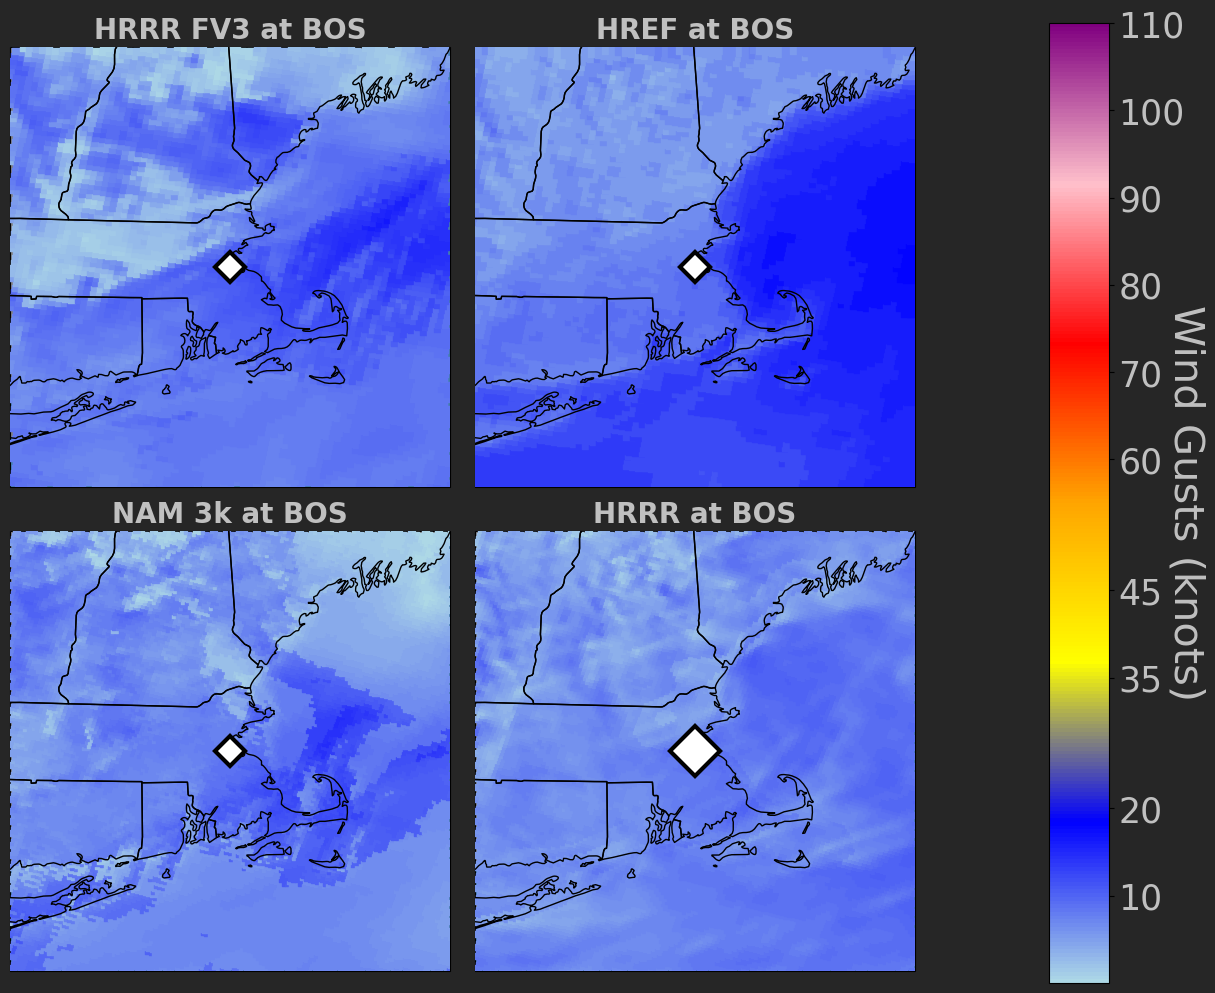 HRRR FV3 at BOS
HREF at BOS
NAM 3k at BOS
HRRR at BOS
110
100
90
80
70
60
45
35
20
10
Wind Gusts (knots)